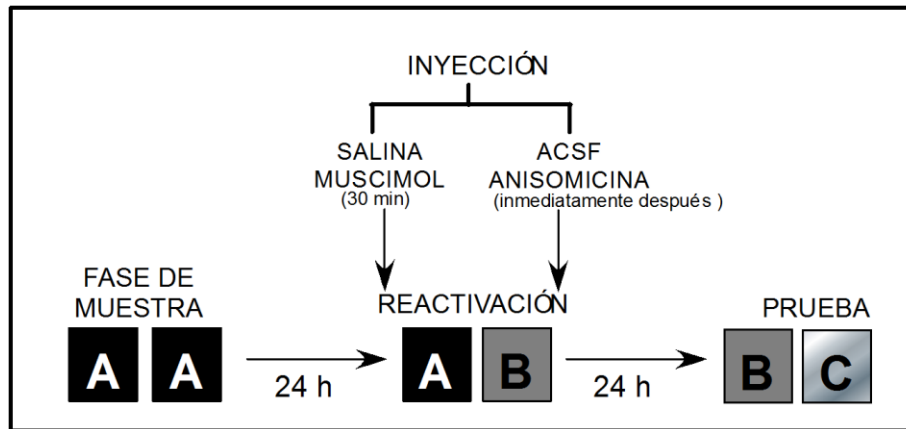 INYECCIÓN
SALINA
MUSCIMOL
(30 min)
ACSF
ANISOMICINA
(inmediatamente después )
FASE DE
MUESTRA
REACTIVACIÓN
PRUEBA
A A
24 h
A B
24 h
B C